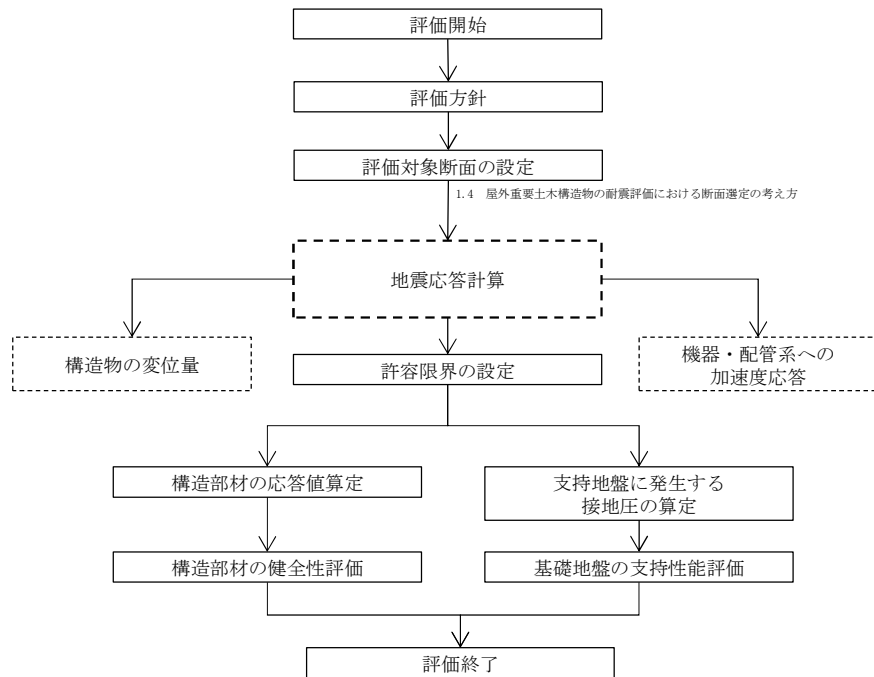 評価開始
評価方針
評価対象断面の設定
1.4 屋外重要土木構造物の耐震評価における断面選定の考え方
地震応答計算
構造物の変位量
機器・配管系への
加速度応答
許容限界の設定
構造部材の応答値算定
支持地盤に発生する
接地圧の算定
構造部材の健全性評価
基礎地盤の支持性能評価
評価終了